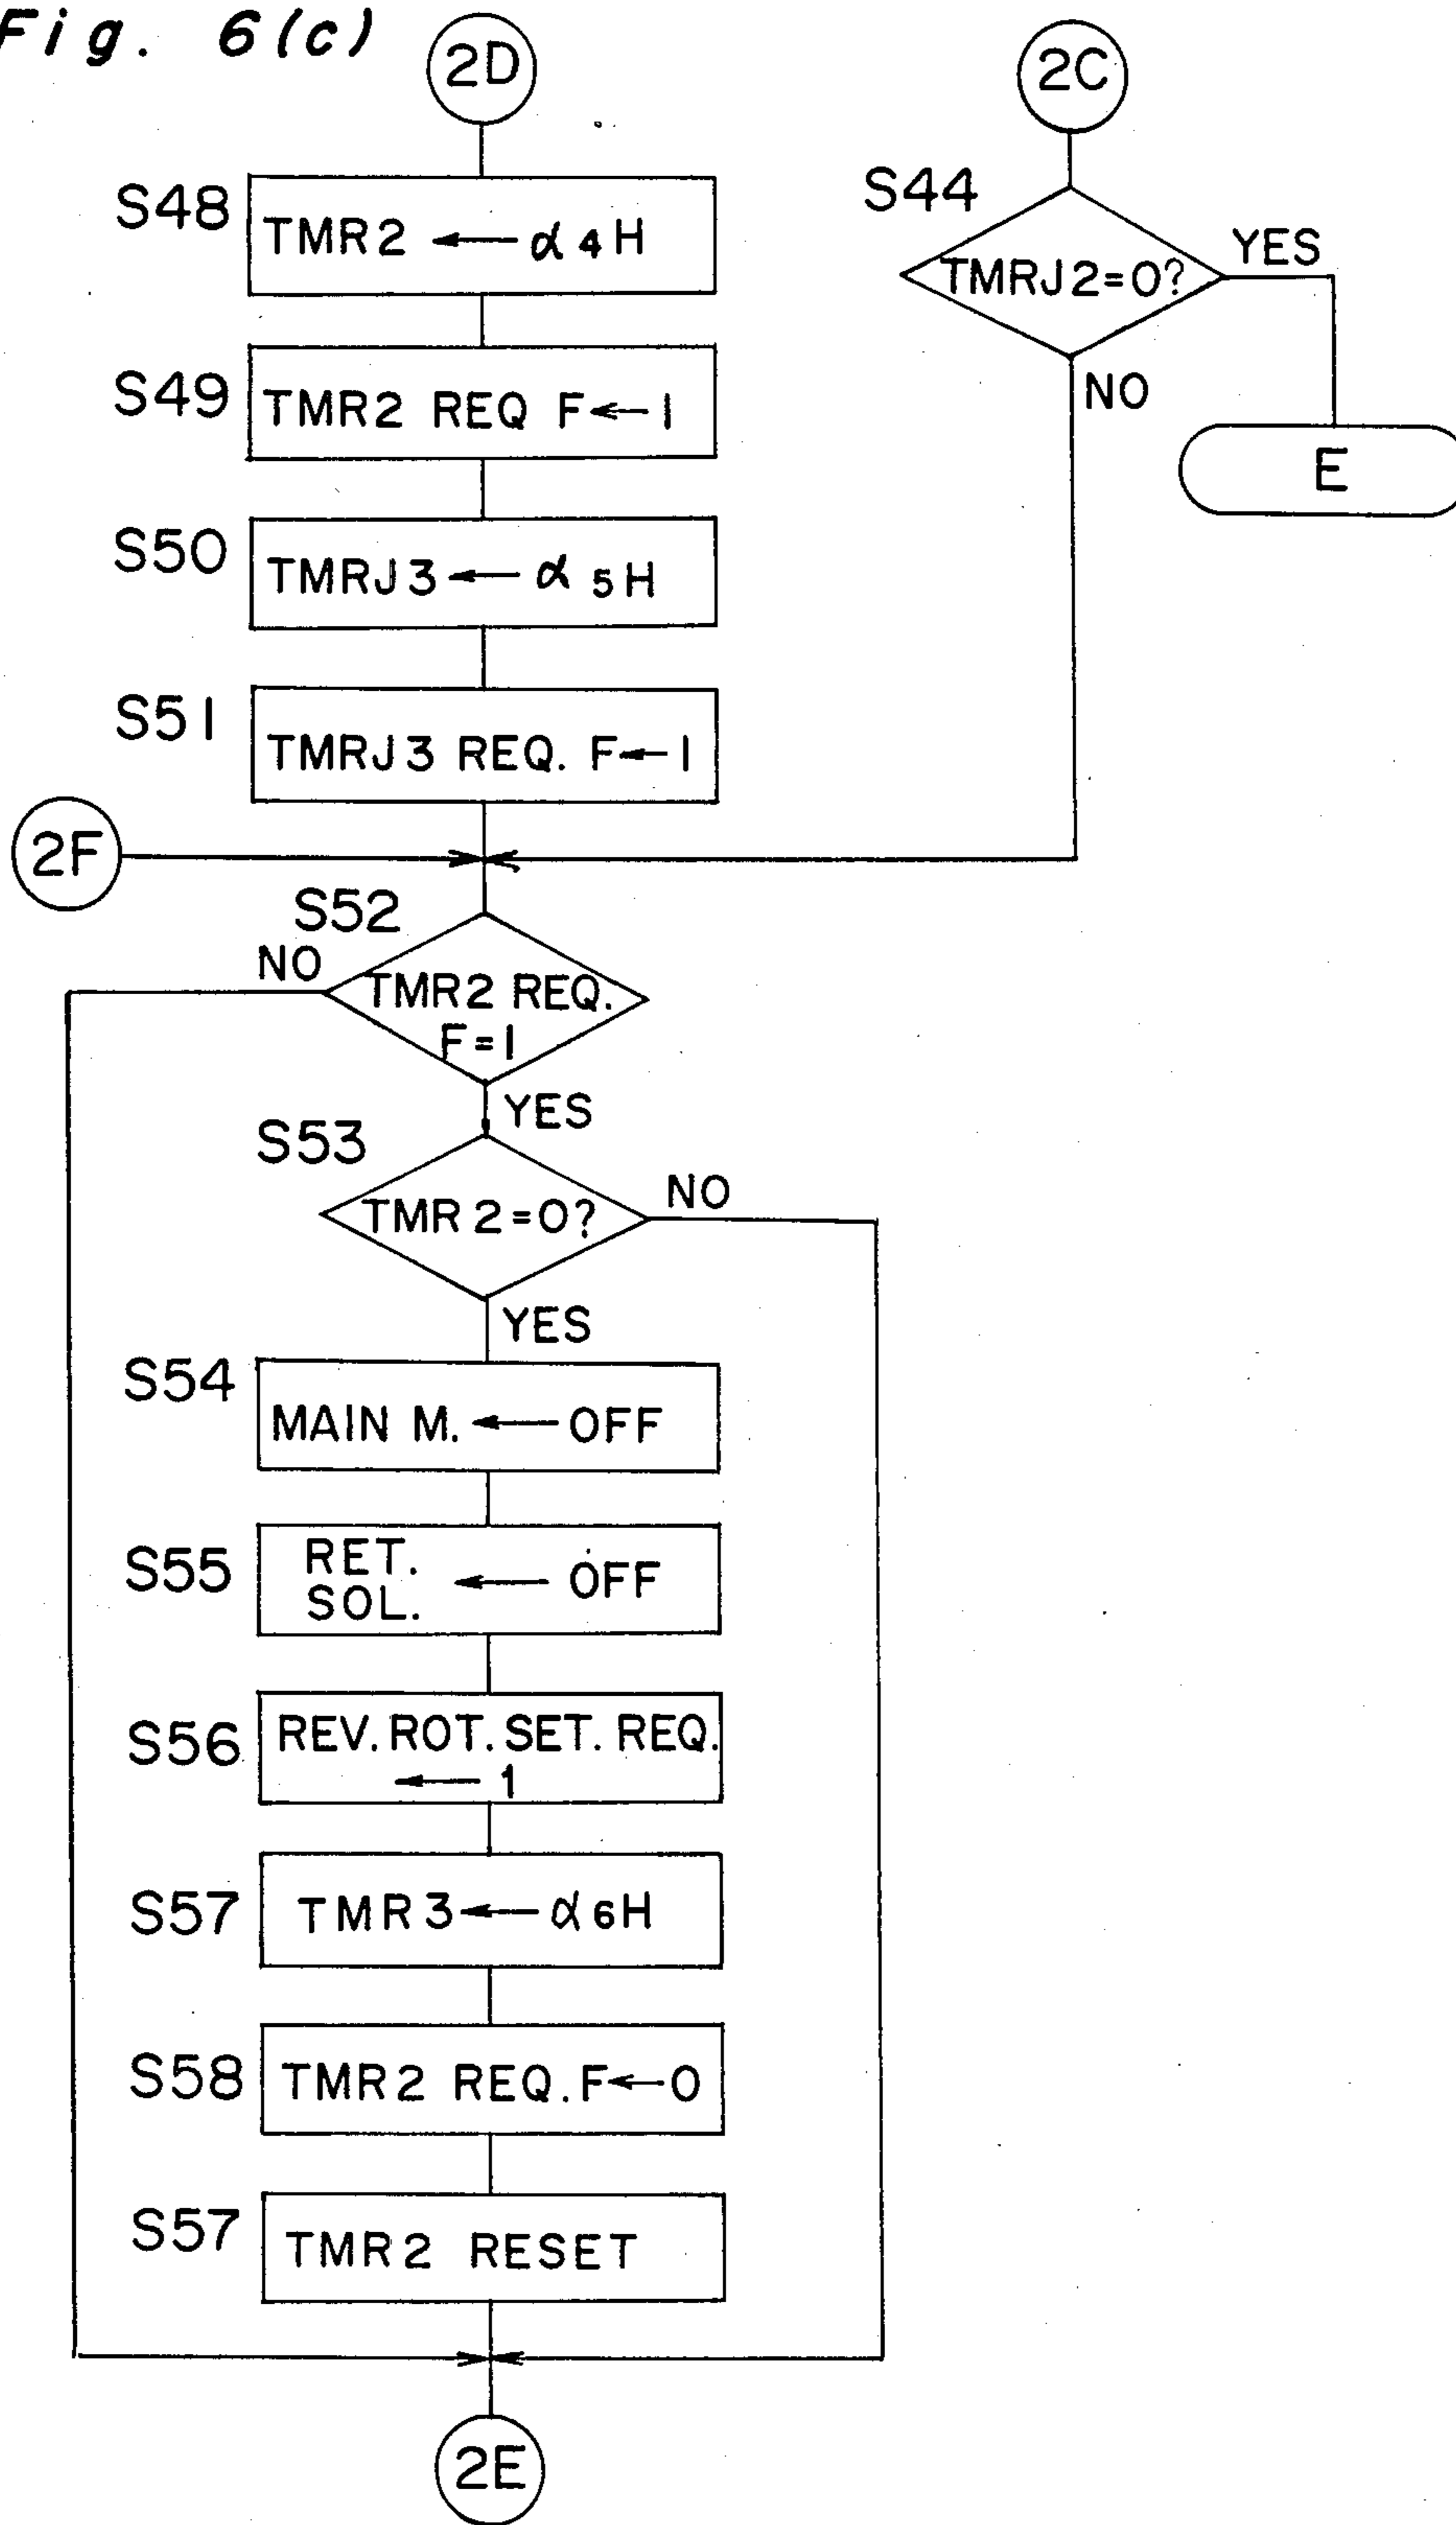 Fig. 6(c)
2D
S48
TMR2 ← α4H
S49
TMR2 REQ F←1
S50
TMRJ3 ← α5H
S51
TMRJ3 REQ. F←1
2C
S44
TMRJ2=0?
YES
NO
E
2F
S52
NO
TMR2 REQ.
F=1
YES
S53
TMR2=0?
NO
YES
S54
MAIN M. ← OFF
S55
RET.
SOL. ← OFF
S56
REV. ROT. SET. REQ.
← 1
S57
TMR3 ← α6H
S58
TMR2 REQ. F←0
S57
TMR2 RESET
2E